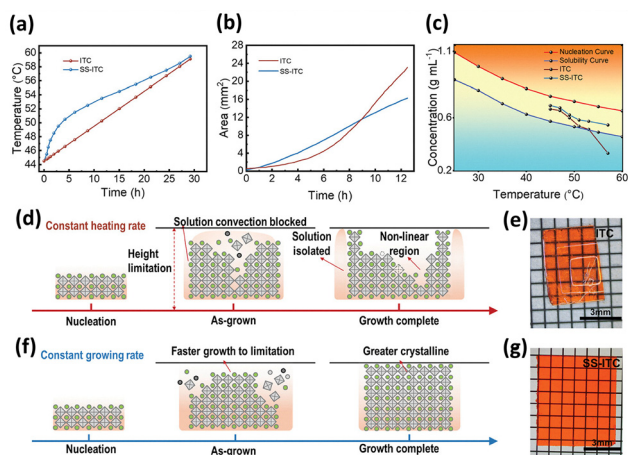 (a)
Temperature (°C)
60
58
56
54
52
50
48
46
44
ITC
SS-ITC
0 5 10 15 20 25 30
Time (h)
(b)
Area (mm²)
28
24
20
16
12
8
4
0
ITC
SS-ITC
0 2 4 6 8 10 12
Time (h)
(c)
Concentration (g mL⁻¹)
1.1
0.6
0.2
Nucleation Curve
Solubility Curve
ITC
SS-ITC
30 40 50 60
Temperature (°C)
(d)
Constant heating rate
Solution convection blocked
Height
limitation
Solution
isolated
Non-linear
region
Nucleation
As-grown
Growth complete
(e)
ITC
3mm
(f)
Constant growing rate
Faster growth to limitation
Greater crystalline
Nucleation
As-grown
Growth complete
(g)
SS-ITC
3mm